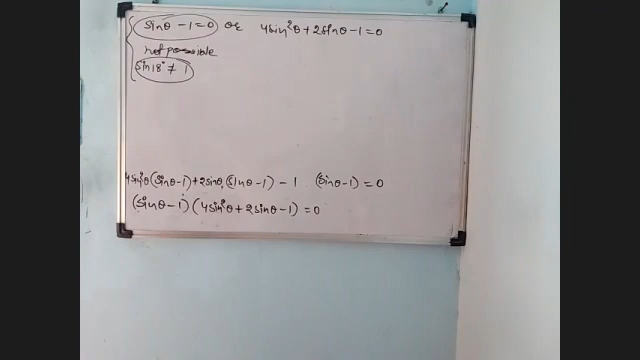 sinθ - 1 = 0 or 4sin²θ + 2sinθ - 1 = 0
not possible
sin18° ≠ 1
4sin²θ(sinθ-1) + 2sinθ(sinθ-1) - 1 (sinθ-1) = 0
(sinθ - 1)(4sin²θ + 2sinθ - 1) = 0